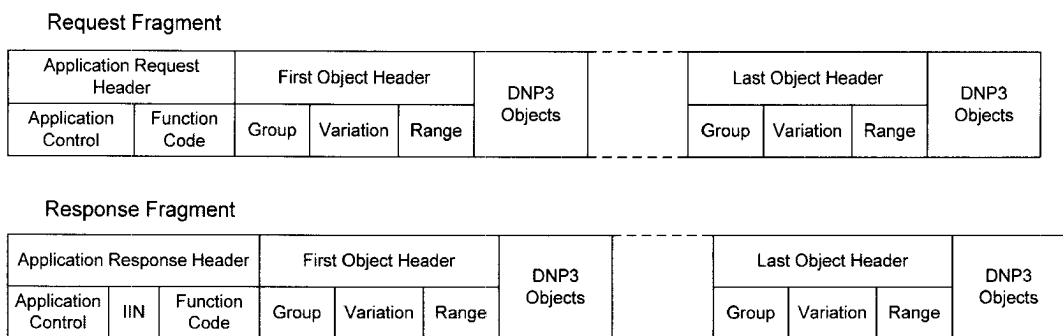 Request Fragment
Application Request
Header
First Object Header
DNP3
Objects
Last Object Header
DNP3
Objects
Application
Control
Function
Code
Group
Variation
Range
Group
Variation
Range
Response Fragment
Application Response Header
First Object Header
DNP3
Objects
Last Object Header
DNP3
Objects
Application
Control
IIN
Function
Code
Group
Variation
Range
Group
Variation
Range